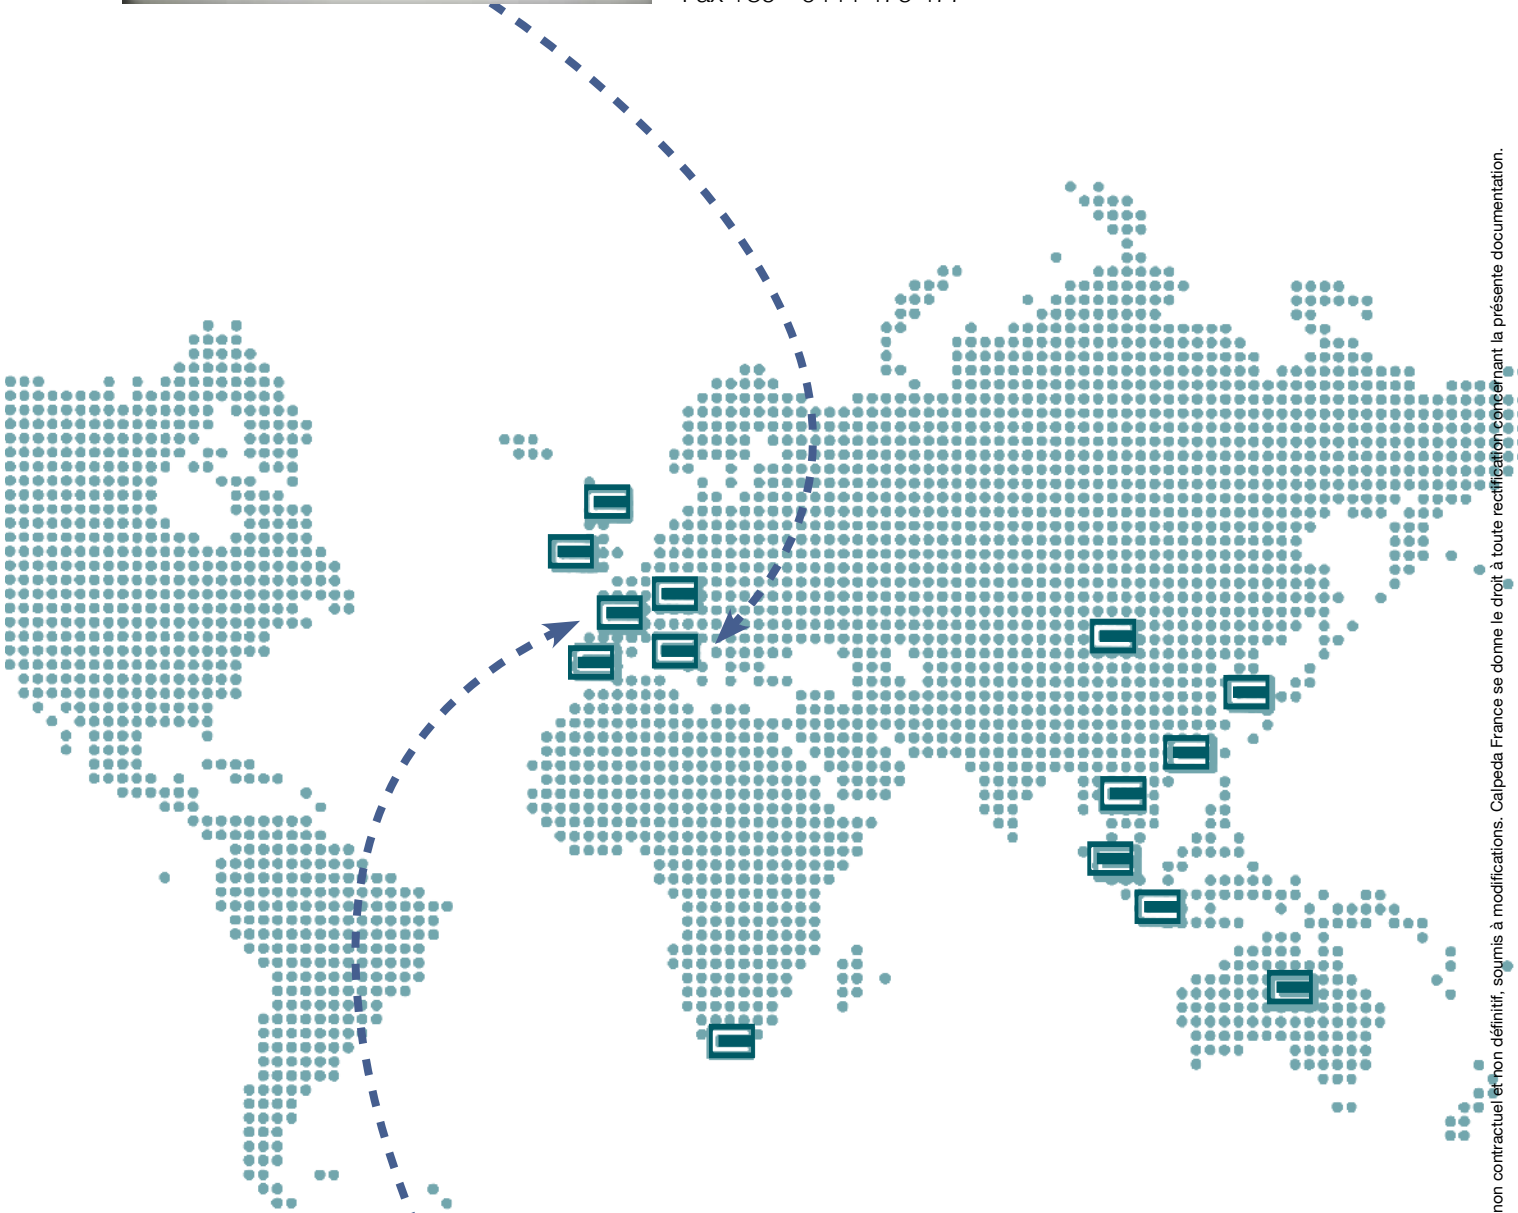 non contractuel et non définitif, soumis à modifications. Calpeda France se donne le droit à toute rectification concernant la présente documentation.